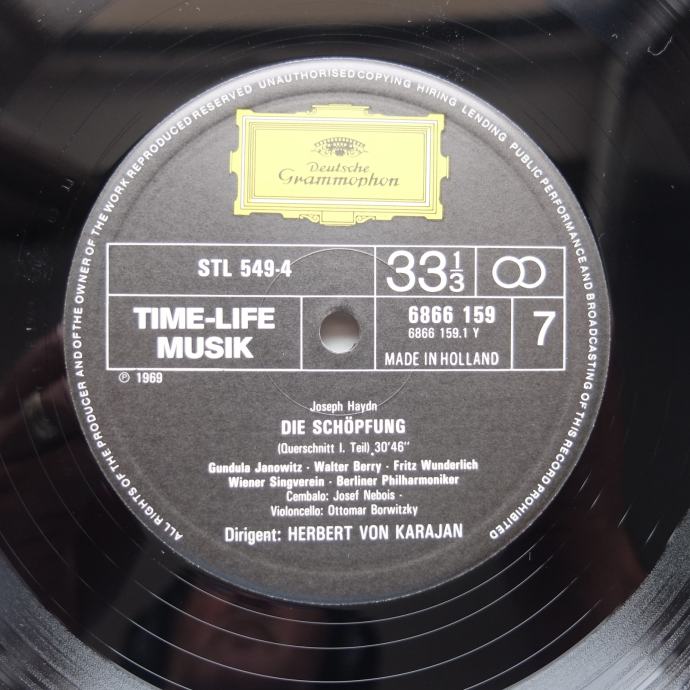 ALL RIGHTS OF THE PRODUCER AND OF THE OWNER OF THE WORK REPRODUCED RESERVED UNAUTHORISED COPYING HIRING LENDING PUBLIC PERFORMANCE AND BROADCASTING OF THIS RECORD PROHIBITED
Deutsche
Grammophon
STL 549-4
33 1/3
TIME-LIFE
MUSIK
6866 159
6866 159.1 Y
MADE IN HOLLAND
7
℗ 1969
Joseph Haydn
DIE SCHÖPFUNG
(Querschnitt I. Teil) 30'46"
Gundula Janowitz · Walter Berry · Fritz Wunderlich
Wiener Singverein · Berliner Philharmoniker
Cembalo: Josef Nebois ·
Violoncello: Ottomar Borwitzky
Dirigent: HERBERT VON KARAJAN